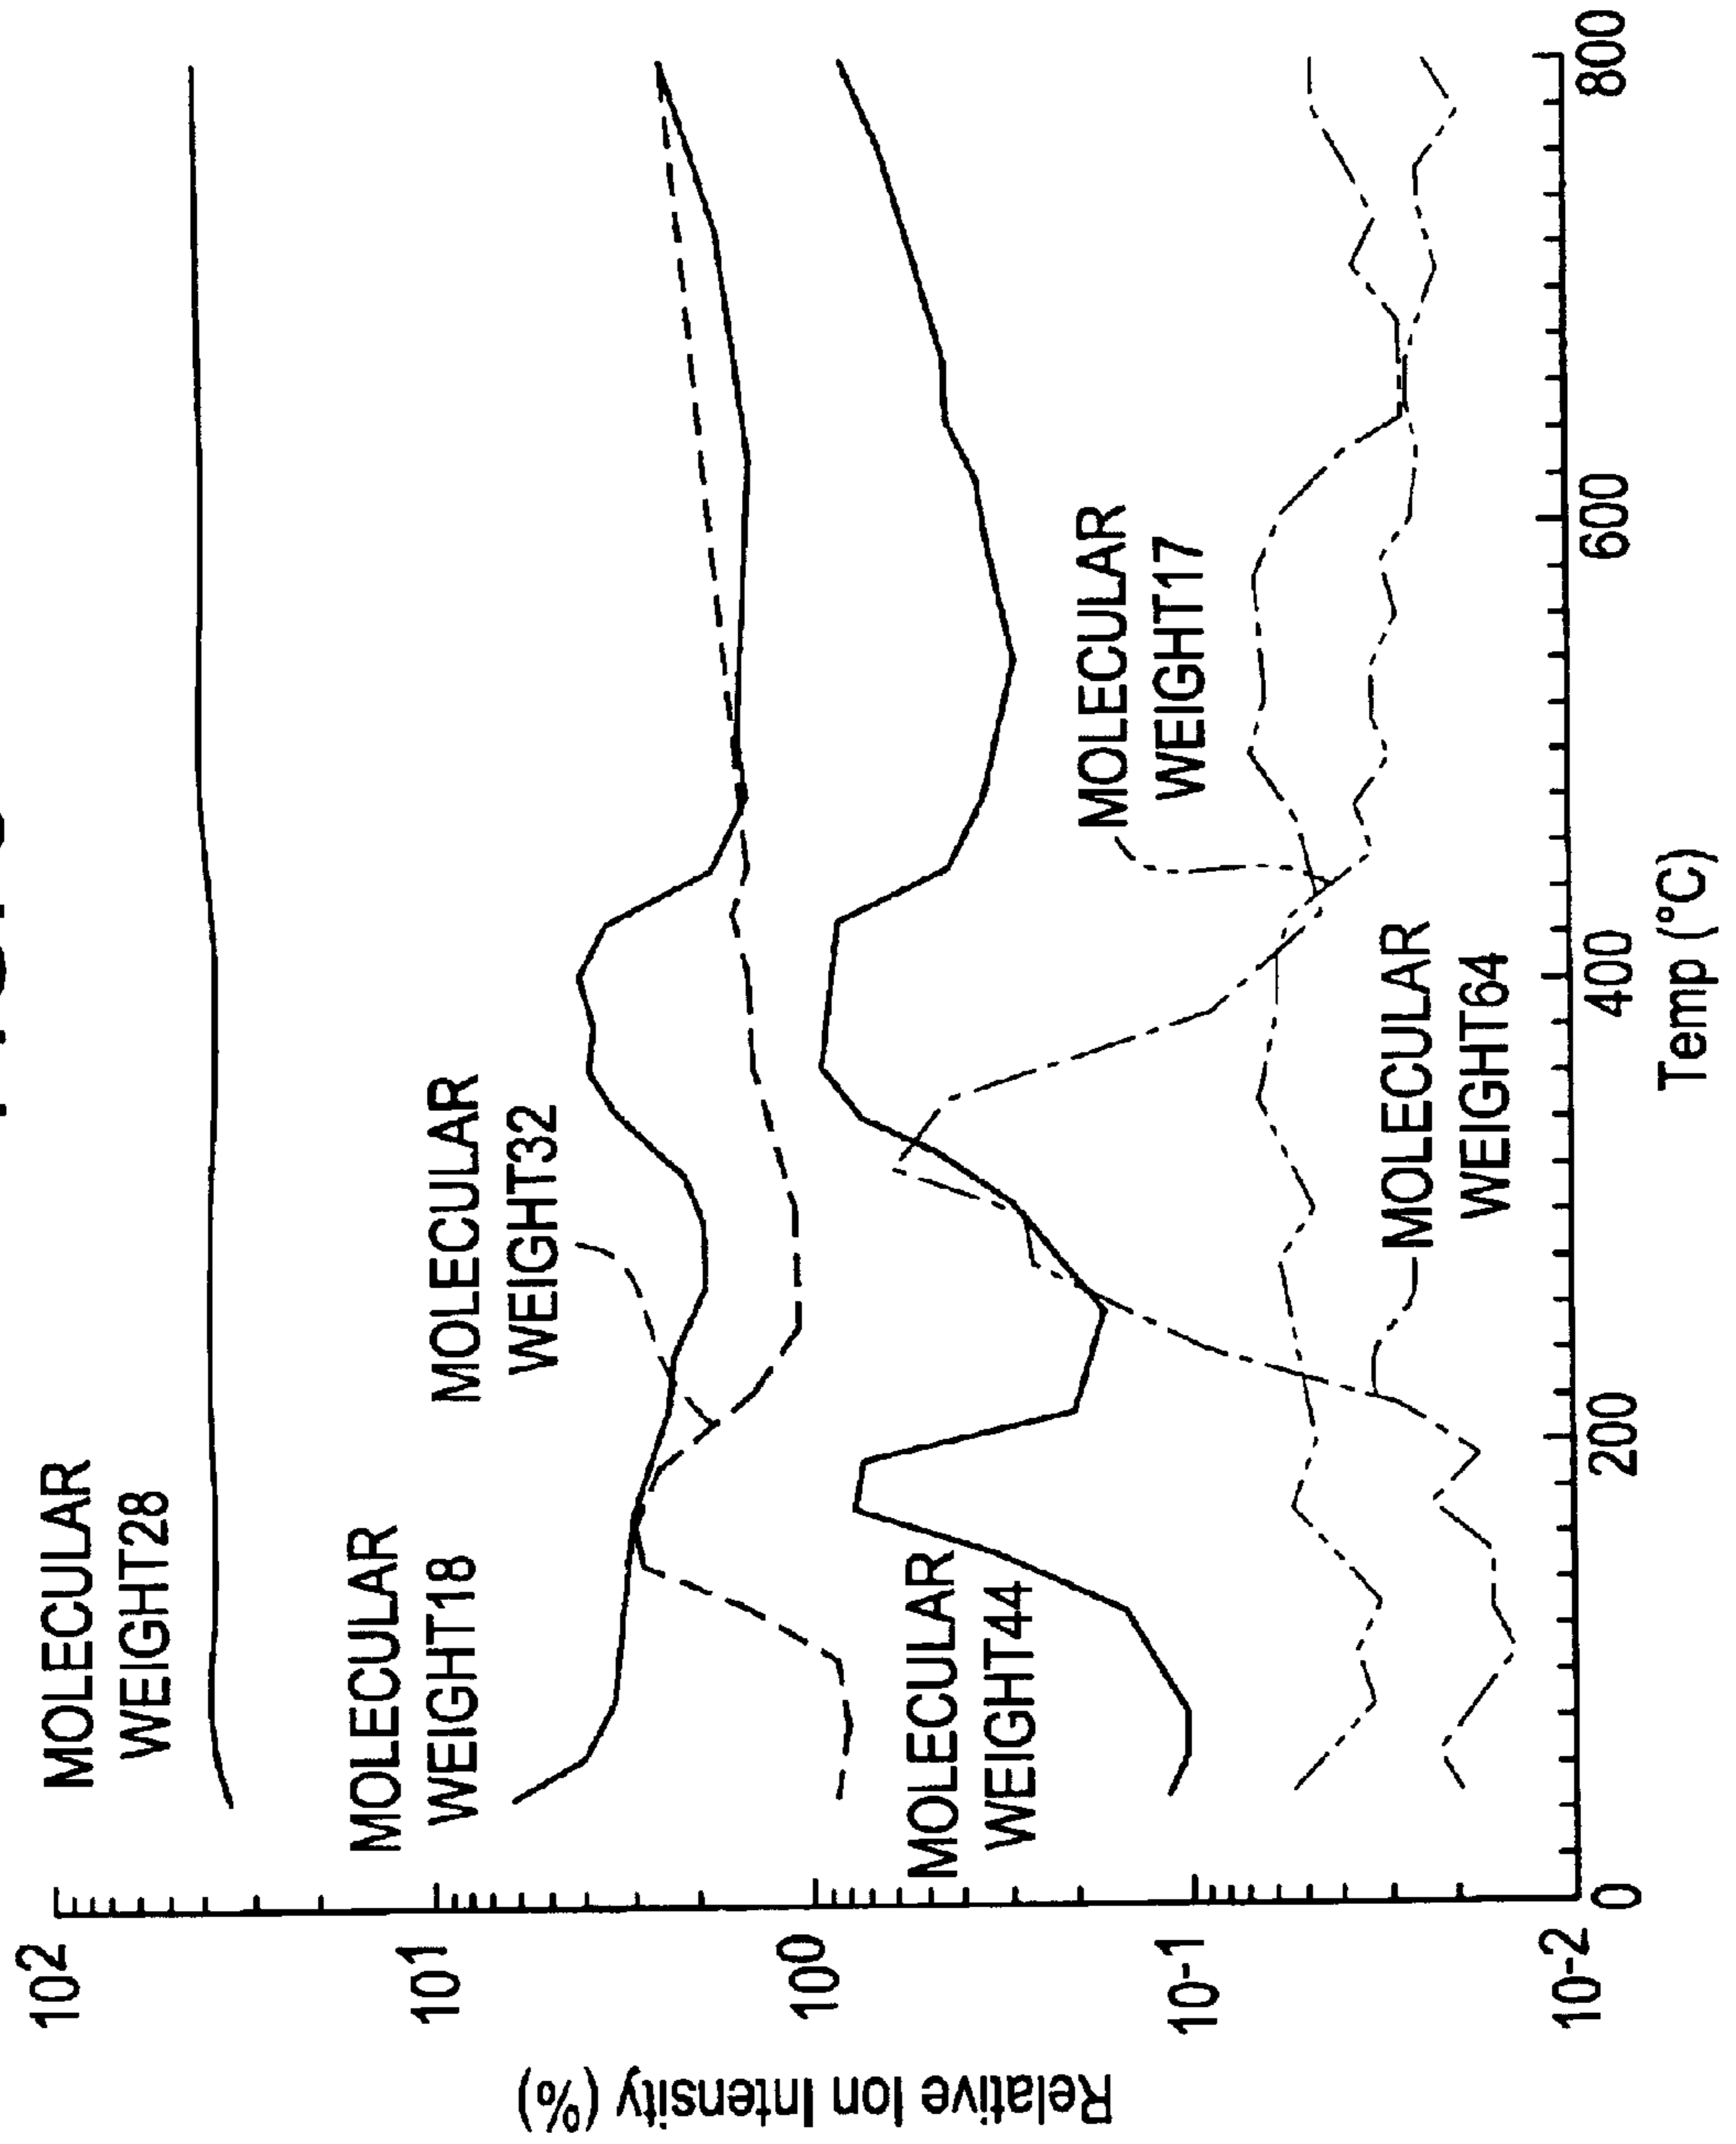 MOLECULAR
WEIGHT28
MOLECULAR
WEIGHT18
MOLECULAR
WEIGHT32
MOLECULAR
WEIGHT44
MOLECULAR
WEIGHT17
MOLECULAR
WEIGHT64
Relative Ion Intensity (%)
10²
10¹
10⁰
10⁻¹
10⁻²
0
200
400
600
800
Temp (°C)